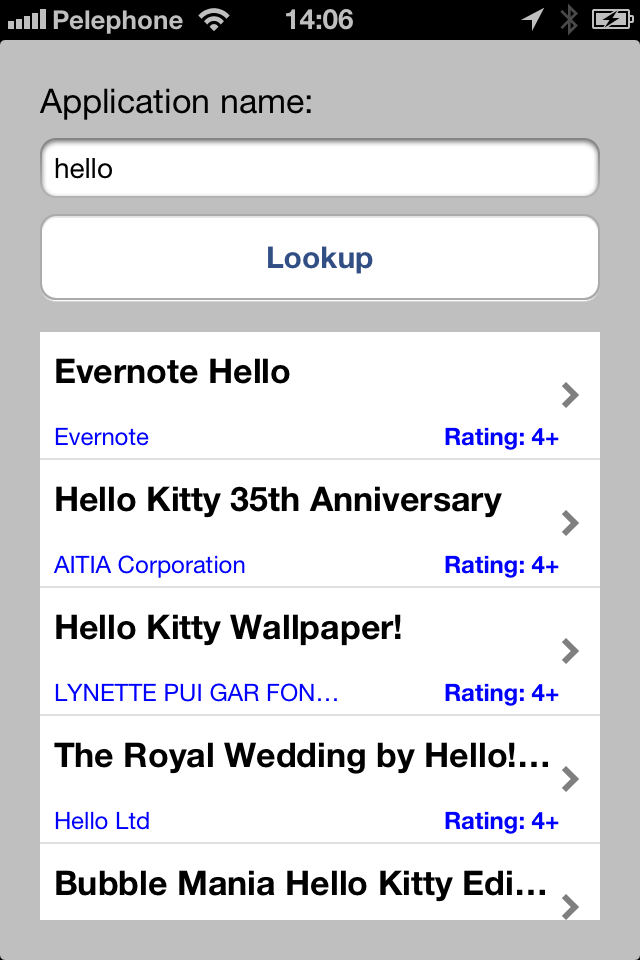 Pelephone 14:06
Application name:
hello
Lookup
Evernote Hello
Evernote Rating: 4+
Hello Kitty 35th Anniversary
AITIA Corporation Rating: 4+
Hello Kitty Wallpaper!
LYNETTE PUI GAR FON… Rating: 4+
The Royal Wedding by Hello!…
Hello Ltd Rating: 4+
Bubble Mania Hello Kitty Edi…